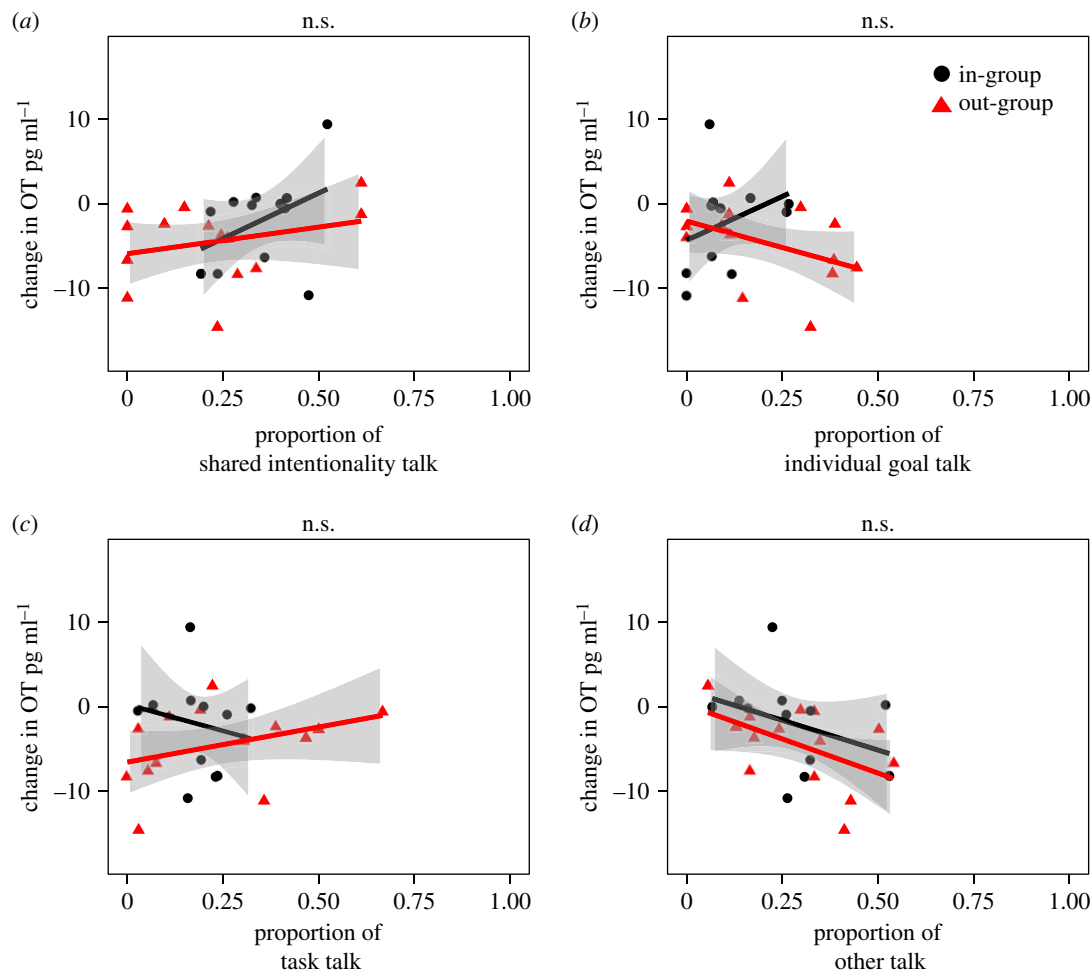 (a)
n.s.
change in OT pg ml⁻¹
10
0
–10
0
0.25
0.50
0.75
1.00
proportion of
shared intentionality talk
(b)
n.s.
in-group
out-group
change in OT pg ml⁻¹
10
0
–10
0
0.25
0.50
0.75
1.00
proportion of
individual goal talk
(c)
n.s.
change in OT pg ml⁻¹
10
0
–10
0
0.25
0.50
0.75
1.00
proportion of
task talk
(d)
n.s.
change in OT pg ml⁻¹
10
0
–10
0
0.25
0.50
0.75
1.00
proportion of
other talk